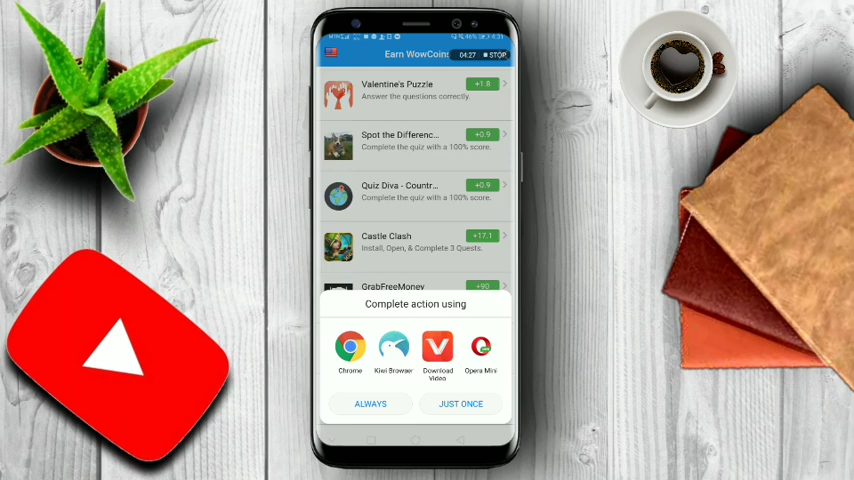 4:31
Earn WowCoins
04:27 STOP
Valentine's Puzzle
+1.8
Answer the questions correctly.
Spot the Differenc...
+0.9
Complete the quiz with a 100% score.
Quiz Diva - Countr...
+0.9
Complete the quiz with a 100% score.
Castle Clash
+17.1
Install, Open, & Complete 3 Quests.
GrabFreeMoney
+90
Complete action using
Chrome
Kiwi Browser
Download
Video
Opera Mini
ALWAYS
JUST ONCE